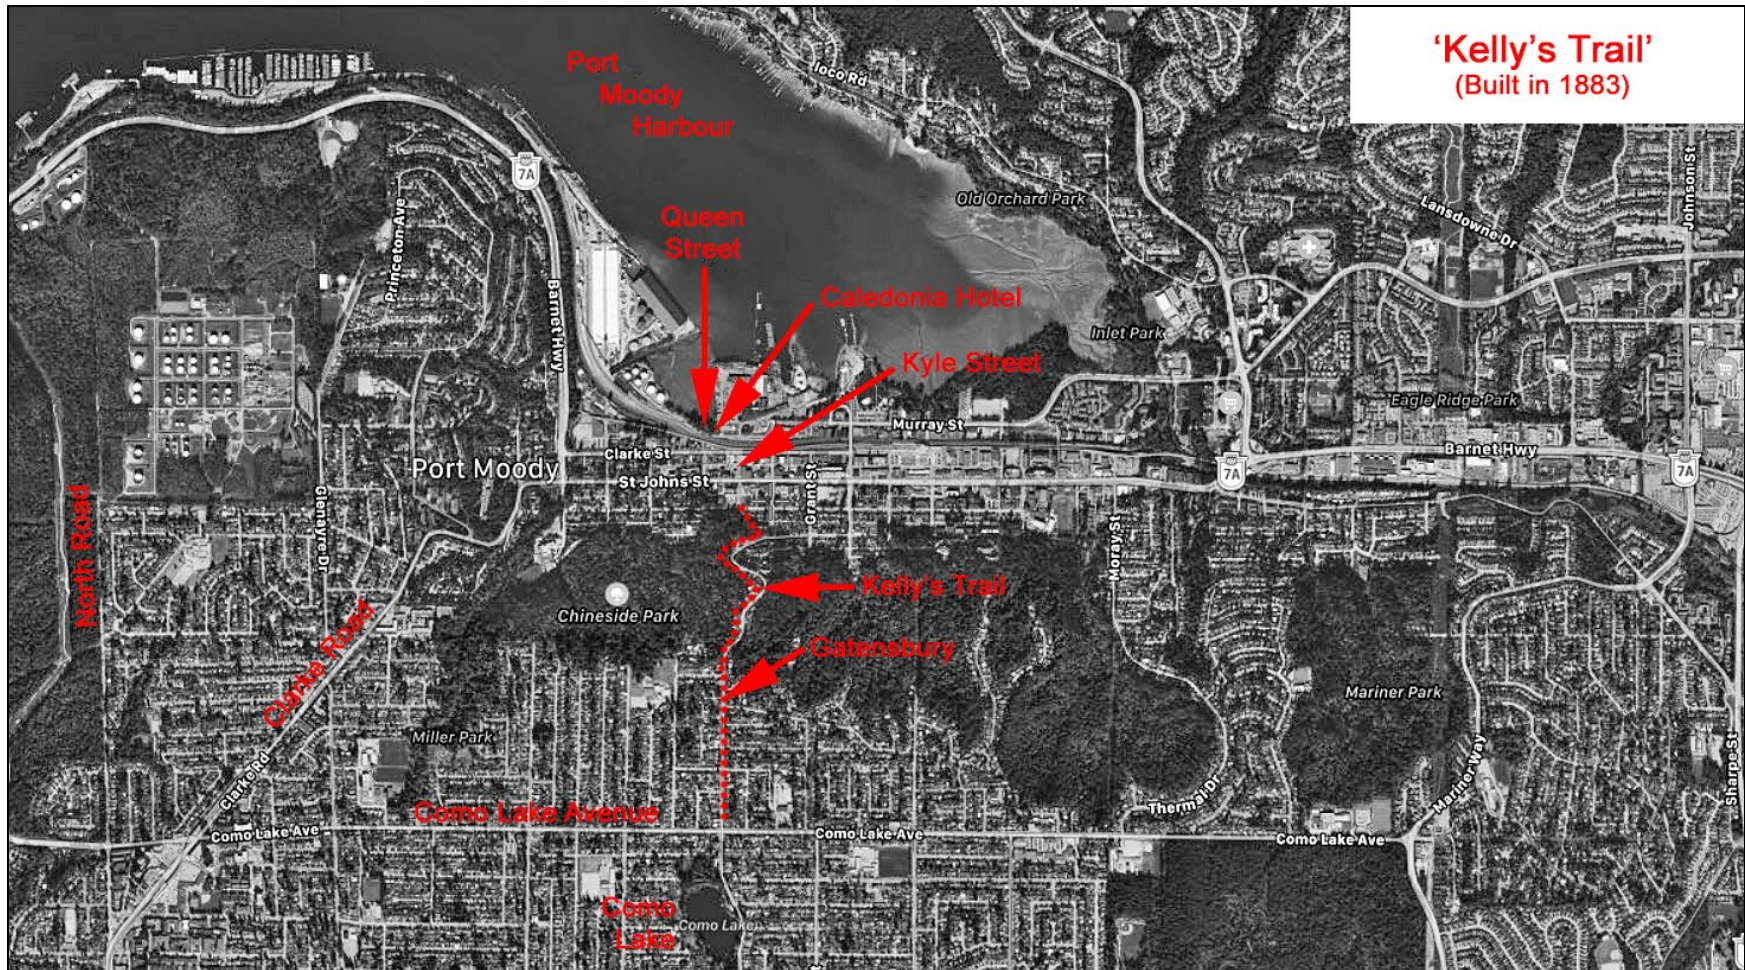 'Kelly's Trail'
(Built in 1883)
Port
Moody
Harbour
Ioco Rd
7A
Old Orchard Park
Johnson St
Lansdowne Dr
Princeton Ave
Queen
Street
Caledonia Hotel
Barnet Hwy
Inlet Park
Kyle Street
Eagle Ridge Park
Murray St
Clarke St
Barnet Hwy
Port Moody
7A
7A
St Johns St
Grant St
Glenayre Dr
North Road
Moray St
Kelly's Trail
Chineside Park
Clarke Road
Gatensbury
Mariner Park
Miller Park
Mariner Way
Sharpe St
Clarke Rd
Thermal Dr
Como Lake Avenue
Como Lake Ave
Como Lake Ave
Como Lake Ave
Como
Lake
Como Lake